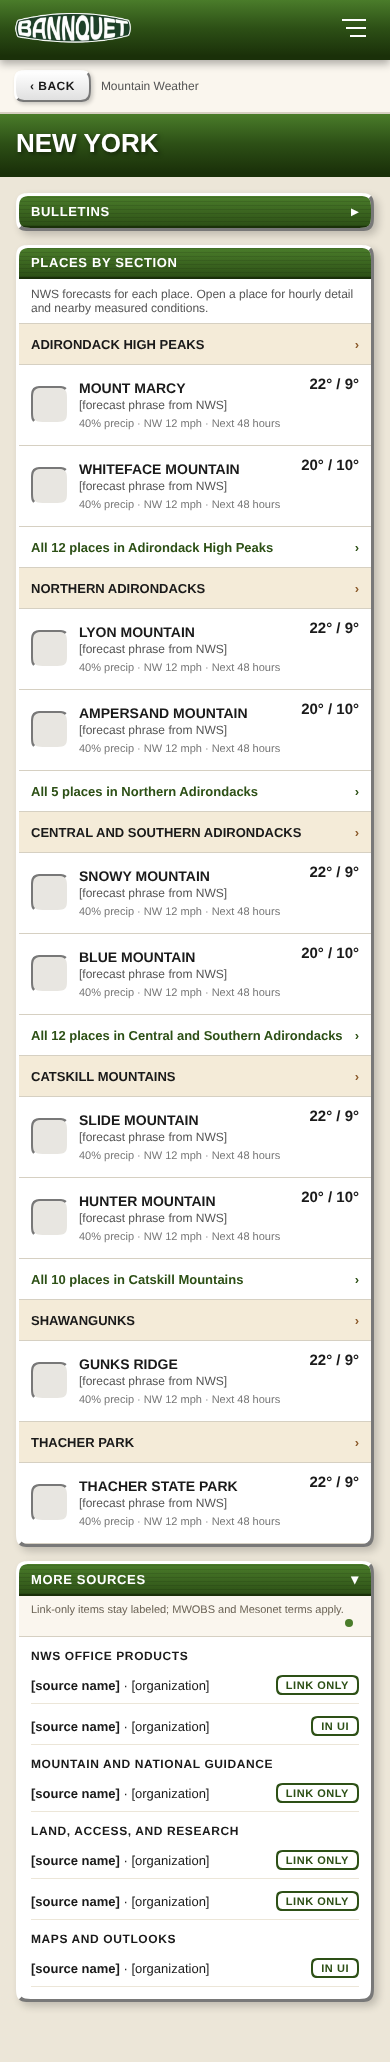 BANNQUET
‹ BACK Mountain Weather
NEW YORK
BULLETINS ▸
PLACES BY SECTION
NWS forecasts for each place. Open a place for hourly detail
and nearby measured conditions.
ADIRONDACK HIGH PEAKS ›
MOUNT MARCY 22° / 9°
[forecast phrase from NWS]
40% precip · NW 12 mph · Next 48 hours
WHITEFACE MOUNTAIN 20° / 10°
[forecast phrase from NWS]
40% precip · NW 12 mph · Next 48 hours
All 12 places in Adirondack High Peaks ›
NORTHERN ADIRONDACKS ›
LYON MOUNTAIN 22° / 9°
[forecast phrase from NWS]
40% precip · NW 12 mph · Next 48 hours
AMPERSAND MOUNTAIN 20° / 10°
[forecast phrase from NWS]
40% precip · NW 12 mph · Next 48 hours
All 5 places in Northern Adirondacks ›
CENTRAL AND SOUTHERN ADIRONDACKS ›
SNOWY MOUNTAIN 22° / 9°
[forecast phrase from NWS]
40% precip · NW 12 mph · Next 48 hours
BLUE MOUNTAIN 20° / 10°
[forecast phrase from NWS]
40% precip · NW 12 mph · Next 48 hours
All 12 places in Central and Southern Adirondacks ›
CATSKILL MOUNTAINS ›
SLIDE MOUNTAIN 22° / 9°
[forecast phrase from NWS]
40% precip · NW 12 mph · Next 48 hours
HUNTER MOUNTAIN 20° / 10°
[forecast phrase from NWS]
40% precip · NW 12 mph · Next 48 hours
All 10 places in Catskill Mountains ›
SHAWANGUNKS ›
GUNKS RIDGE 22° / 9°
[forecast phrase from NWS]
40% precip · NW 12 mph · Next 48 hours
THACHER PARK ›
THACHER STATE PARK 22° / 9°
[forecast phrase from NWS]
40% precip · NW 12 mph · Next 48 hours
MORE SOURCES ▾
Link-only items stay labeled; MWOBS and Mesonet terms apply.
NWS OFFICE PRODUCTS
[source name] · [organization] LINK ONLY
[source name] · [organization] IN UI
MOUNTAIN AND NATIONAL GUIDANCE
[source name] · [organization] LINK ONLY
LAND, ACCESS, AND RESEARCH
[source name] · [organization] LINK ONLY
[source name] · [organization] LINK ONLY
MAPS AND OUTLOOKS
[source name] · [organization] IN UI